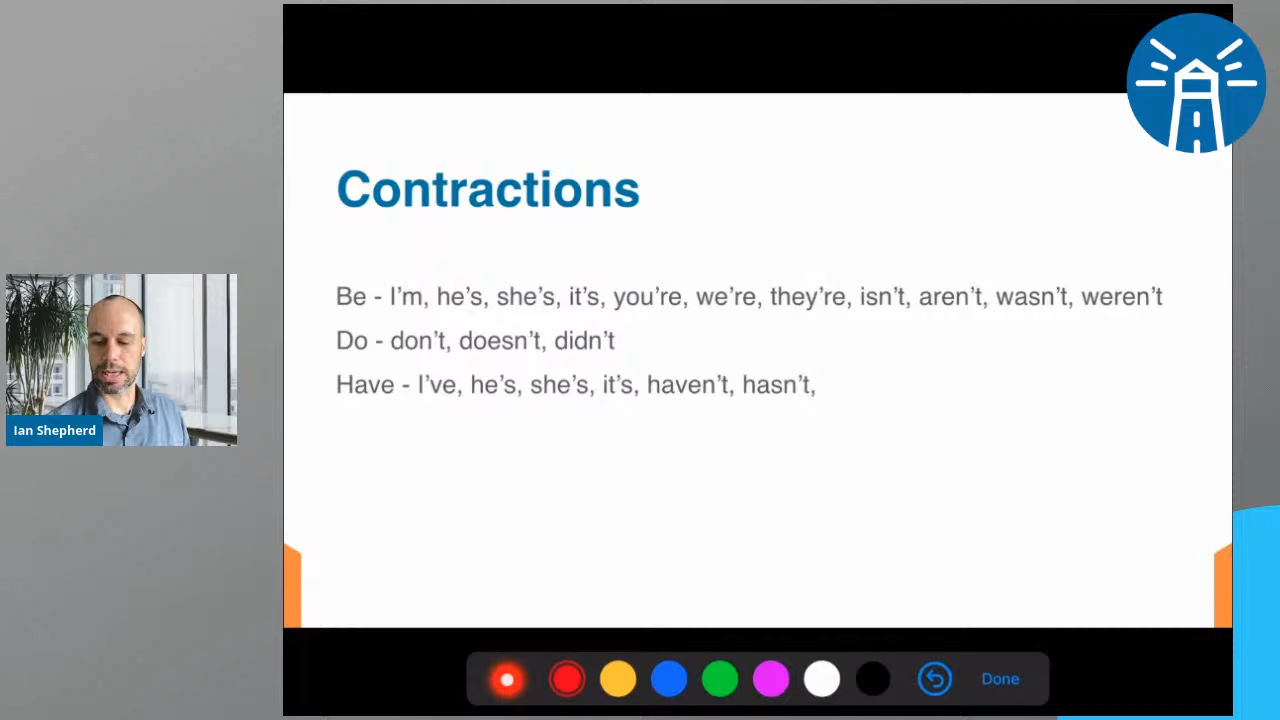 Contractions
Be - I’m, he’s, she’s, it’s, you’re, we’re, they’re, isn’t, aren’t, wasn’t, weren’t
Do - don’t, doesn’t, didn’t
Have - I’ve, he’s, she’s, it’s, haven’t, hasn’t,
Ian Shepherd
Done